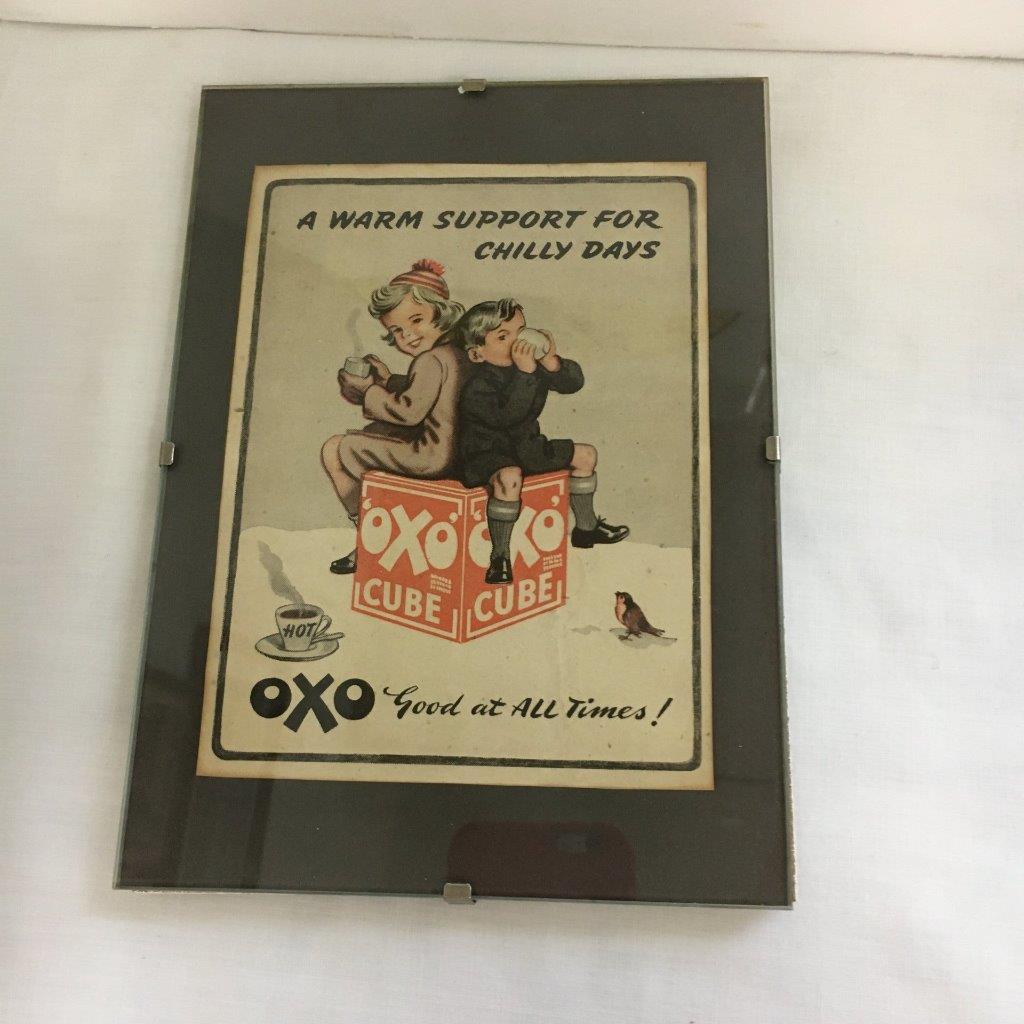 A WARM SUPPORT FOR
CHILLY DAYS
'OXO' 'OXO'
CUBE CUBE
HOT
OXO Good at ALL Times!